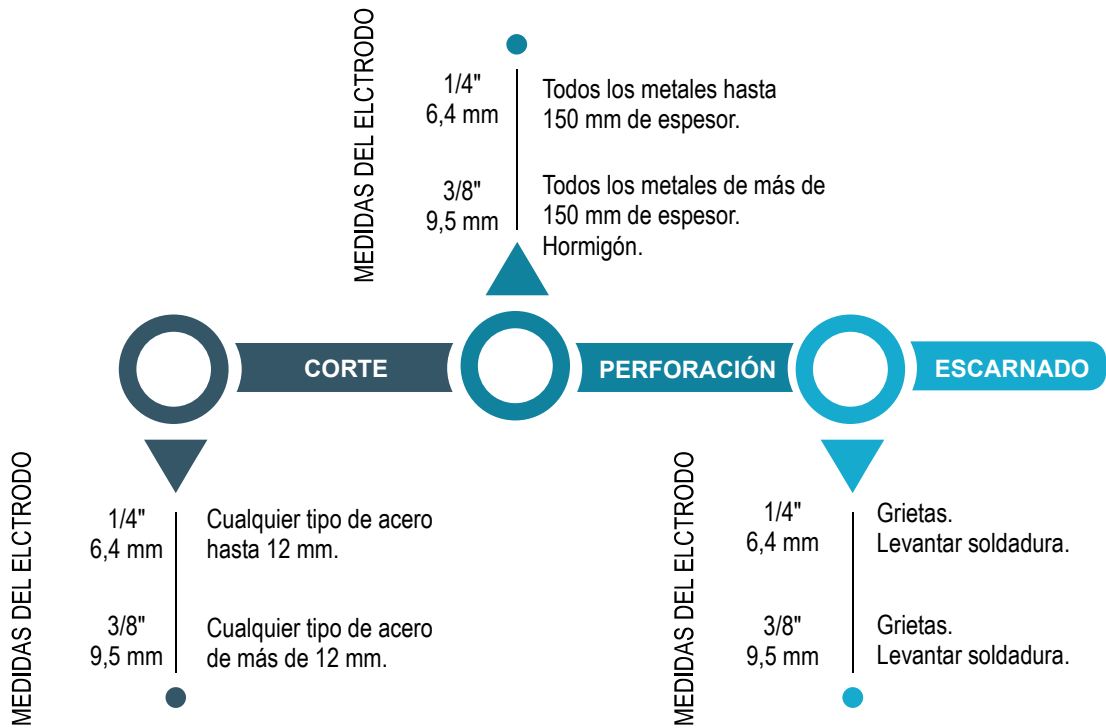 MEDIDAS DEL ELCTRODO
1/4"
6,4 mm
Todos los metales hasta
150 mm de espesor.
3/8"
9,5 mm
Todos los metales de más de
150 mm de espesor.
Hormigón.
CORTE
PERFORACIÓN
ESCARNADO
MEDIDAS DEL ELCTRODO
1/4"
6,4 mm
Cualquier tipo de acero
hasta 12 mm.
3/8"
9,5 mm
Cualquier tipo de acero
de más de 12 mm.
MEDIDAS DEL ELCTRODO
1/4"
6,4 mm
Grietas.
Levantar soldadura.
3/8"
9,5 mm
Grietas.
Levantar soldadura.